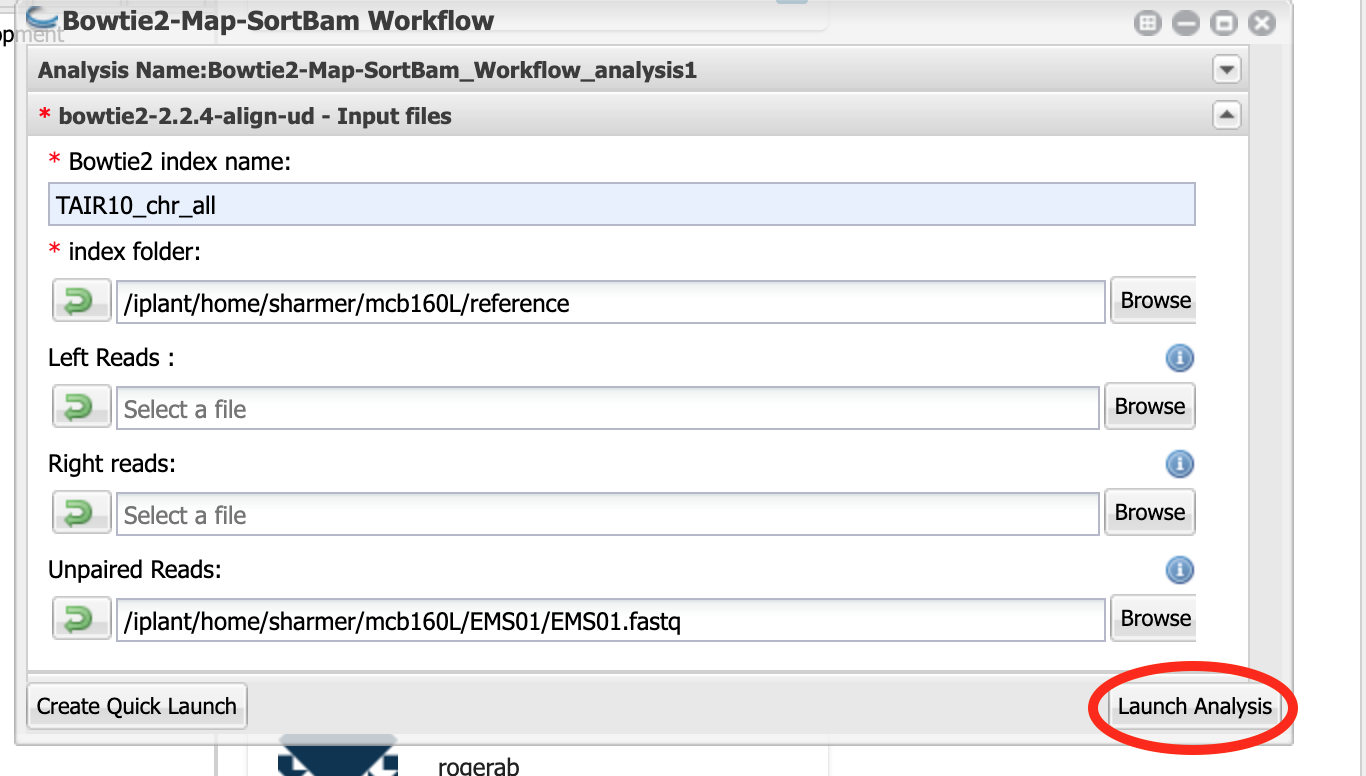 Bowtie2-Map-SortBam Workflow
opment
Analysis Name:Bowtie2-Map-SortBam_Workflow_analysis1
* bowtie2-2.2.4-align-ud - Input files
* Bowtie2 index name:
TAIR10_chr_all
* index folder:
/iplant/home/sharmer/mcb160L/reference Browse
Left Reads :
Select a file Browse
Right reads:
Select a file Browse
Unpaired Reads:
/iplant/home/sharmer/mcb160L/EMS01/EMS01.fastq Browse
Create Quick Launch Launch Analysis
rogerab